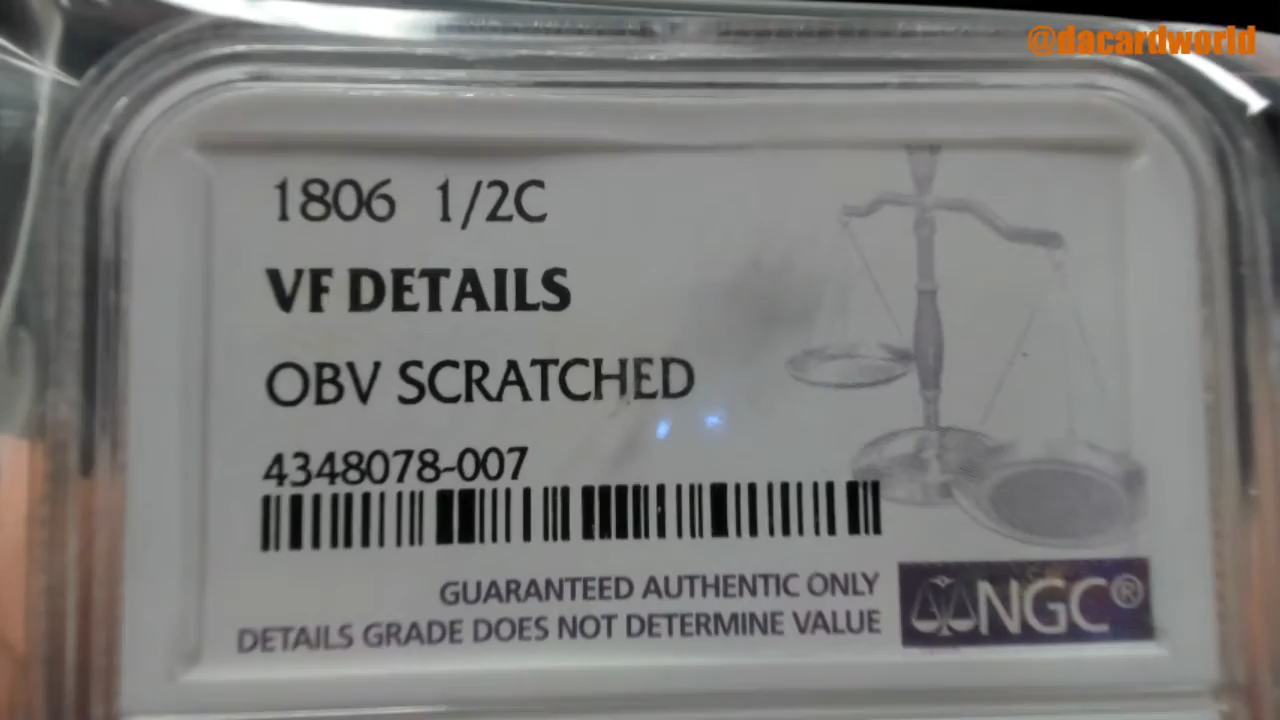 @dacardworld
1806 1/2C
VF DETAILS
OBV SCRATCHED
4348078-007
GUARANTEED AUTHENTIC ONLY
DETAILS GRADE DOES NOT DETERMINE VALUE
NGC®